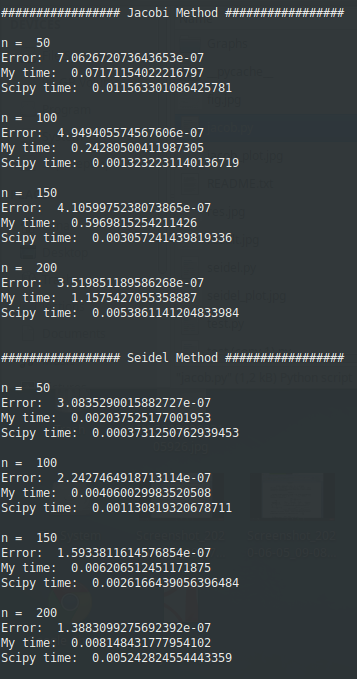 ################# Jacobi Method #################
n =  50
Error:  7.062672073643653e-07
My time:  0.07171154022216797
Scipy time:  0.011563301086425781
n =  100
Error:  4.949405574567606e-07
My time:  0.24280500411987305
Scipy time:  0.0013232231140136719
n =  150
Error:  4.1059975238073865e-07
My time:  0.5969815254211426
Scipy time:  0.003057241439819336
n =  200
Error:  3.519851189586268e-07
My time:  1.1575427055358887
Scipy time:  0.0053861141204833984
################# Seidel Method #################
n =  50
Error:  3.0835290015882727e-07
My time:  0.002037525177001953
Scipy time:  0.0003731250762939453
n =  100
Error:  2.2427464918713114e-07
My time:  0.004060029983520508
Scipy time:  0.001130819320678711
n =  150
Error:  1.5933811614576854e-07
My time:  0.006206512451171875
Scipy time:  0.0026166439056396484
n =  200
Error:  1.3883099275692392e-07
My time:  0.008148431777954102
Scipy time:  0.005242824554443359